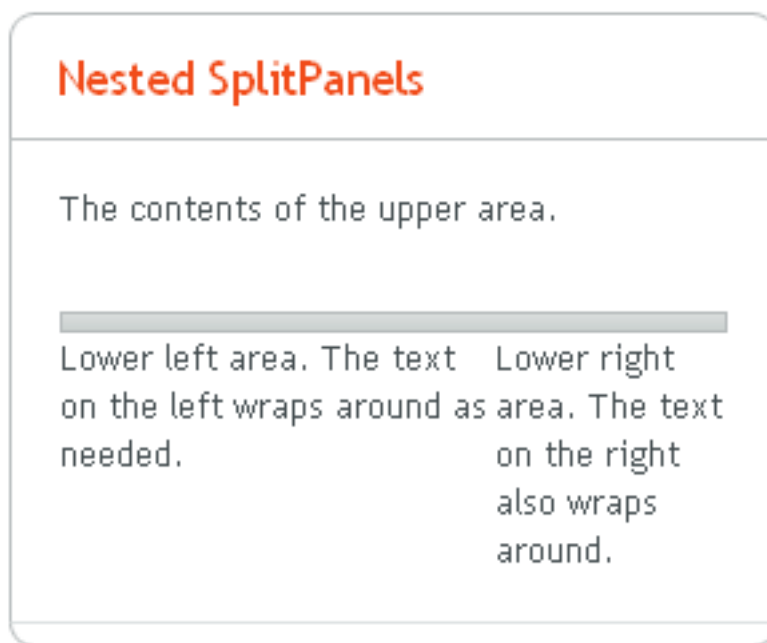 Nested SplitPanels
The contents of the upper area.
Lower left area. The text
on the left wraps around as
needed.
Lower right
area. The text
on the right
also wraps
around.